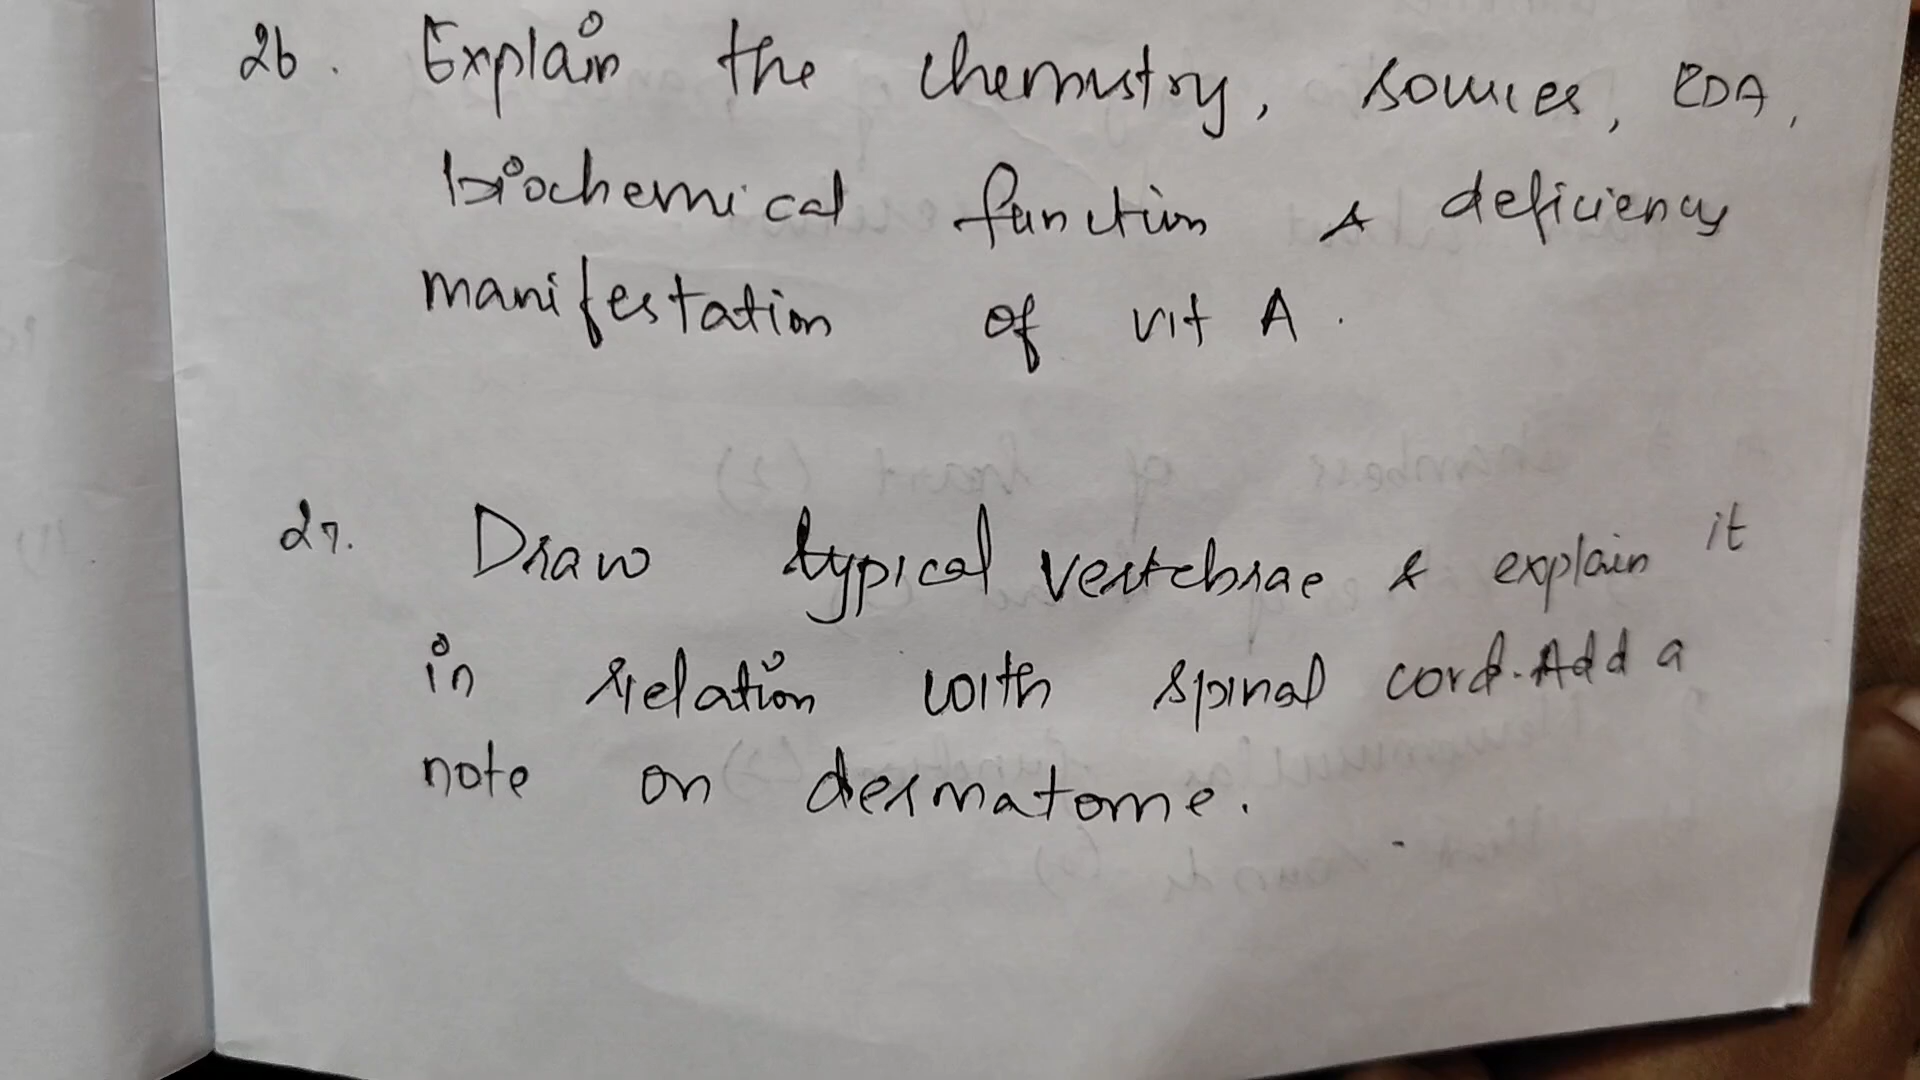 26. Explain the chemistry, sources, RDA,
biochemical function & deficiency
manifestation of vit A.
27. Draw typical vertebrae & explain it
in relation with spinal cord. Add a
note on dermatome.